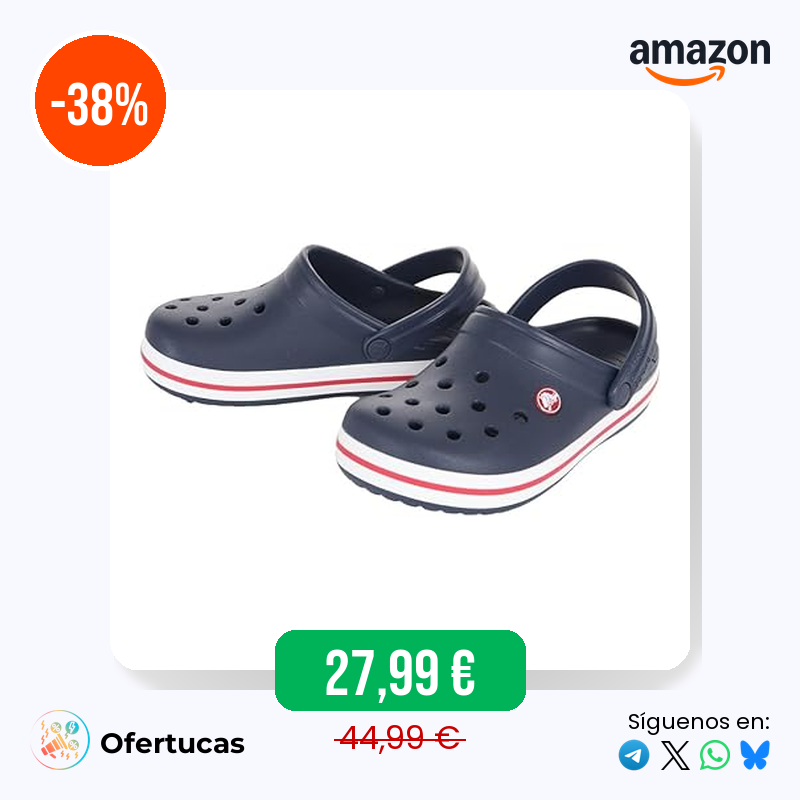 -38%
amazon
27,99 €
44,99 €
Ofertucas
Síguenos en: